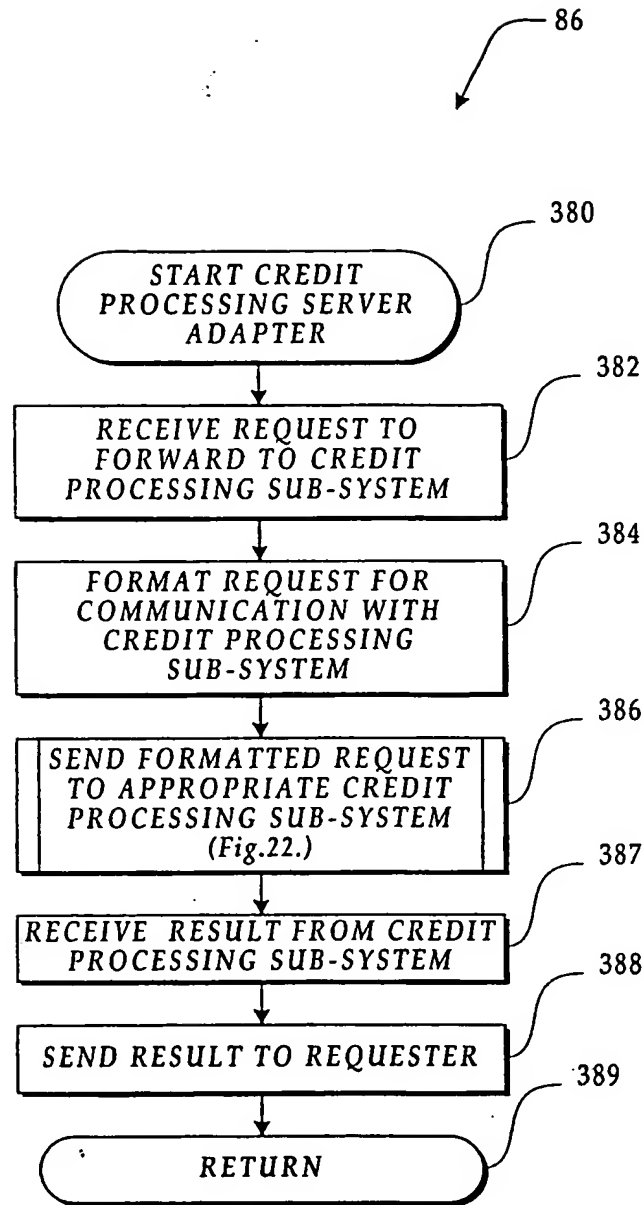 86
380
START CREDIT
PROCESSING SERVER
ADAPTER
382
RECEIVE REQUEST TO
FORWARD TO CREDIT
PROCESSING SUB-SYSTEM
384
FORMAT REQUEST FOR
COMMUNICATION WITH
CREDIT PROCESSING
SUB-SYSTEM
386
SEND FORMATTED REQUEST
TO APPROPRIATE CREDIT
PROCESSING SUB-SYSTEM
(Fig.22.)
387
RECEIVE RESULT FROM CREDIT
PROCESSING SUB-SYSTEM
388
SEND RESULT TO REQUESTER
389
RETURN